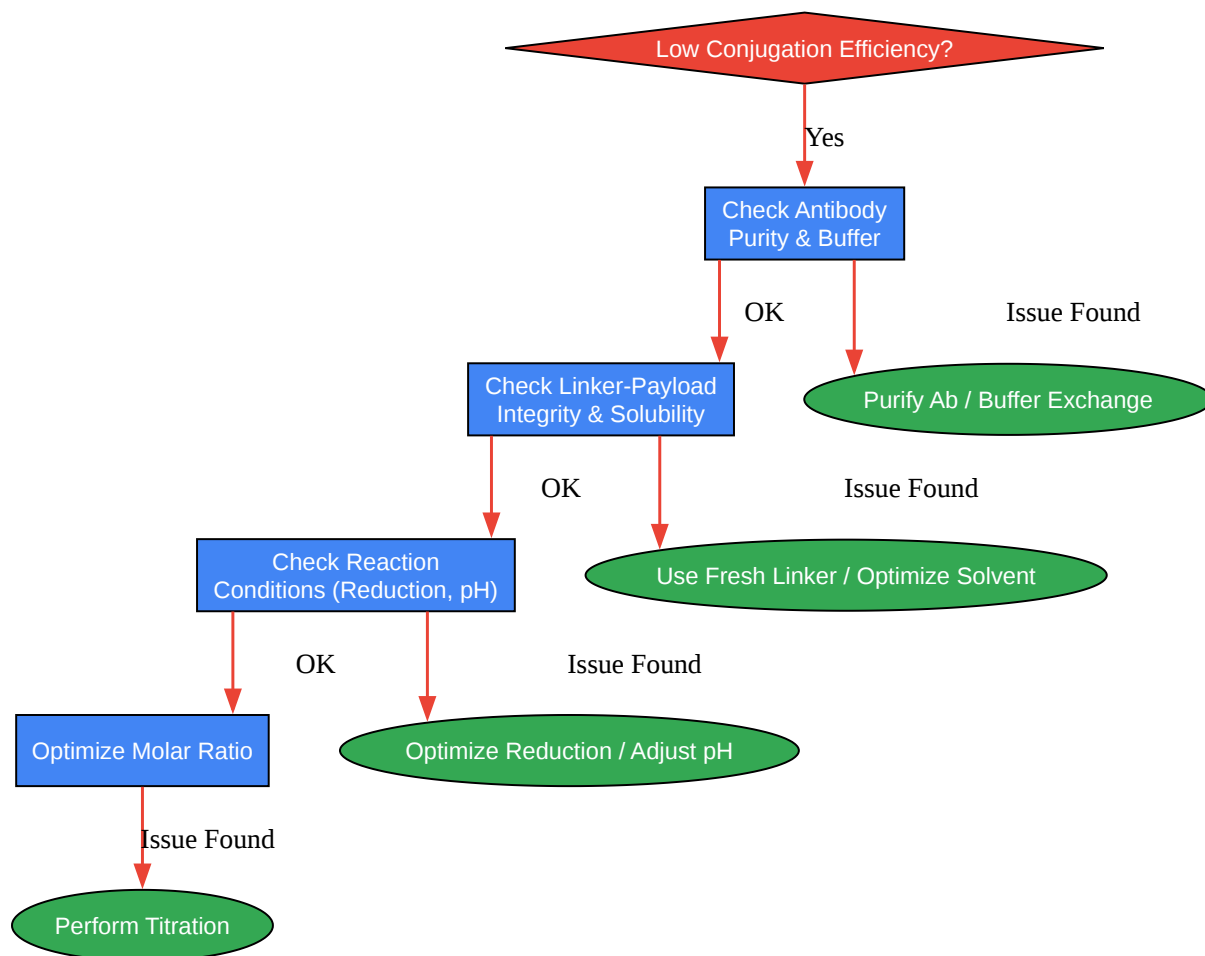 Low Conjugation Efficiency?
Yes
Check Antibody
Purity & Buffer
OK
Issue Found
Check Linker-Payload
Integrity & Solubility
Purify Ab / Buffer Exchange
OK
Issue Found
Check Reaction
Conditions (Reduction, pH)
Use Fresh Linker / Optimize Solvent
OK
Issue Found
Optimize Molar Ratio
Optimize Reduction / Adjust pH
Issue Found
Perform Titration